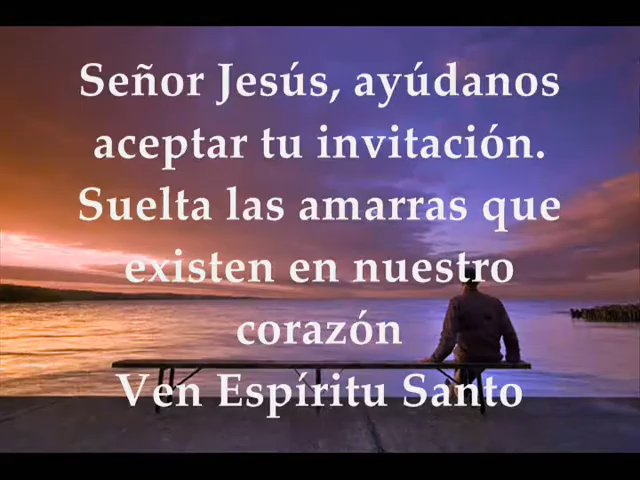 Señor Jesús, ayúdanos
aceptar tu invitación.
Suelta las amarras que
existen en nuestro
corazón
Ven Espíritu Santo